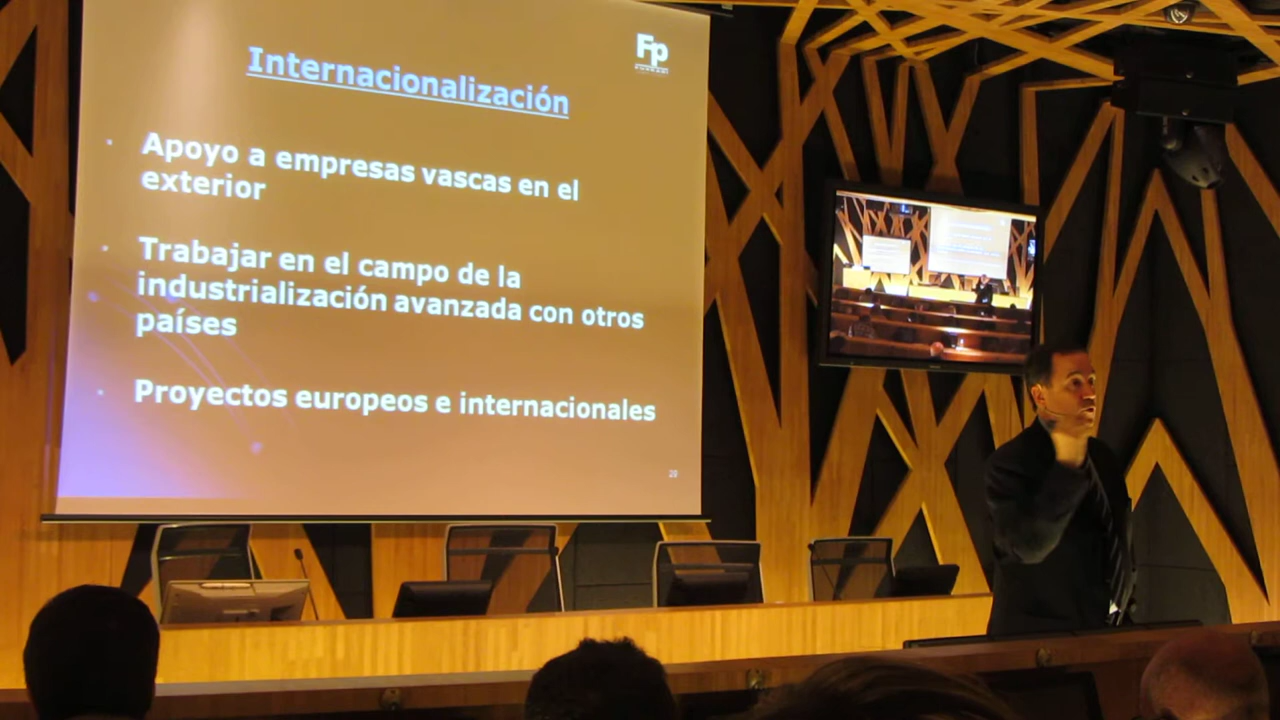 Fp
Internacionalización
Apoyo a empresas vascas en el
exterior
Trabajar en el campo de la
industrialización avanzada con otros
países
Proyectos europeos e internacionales